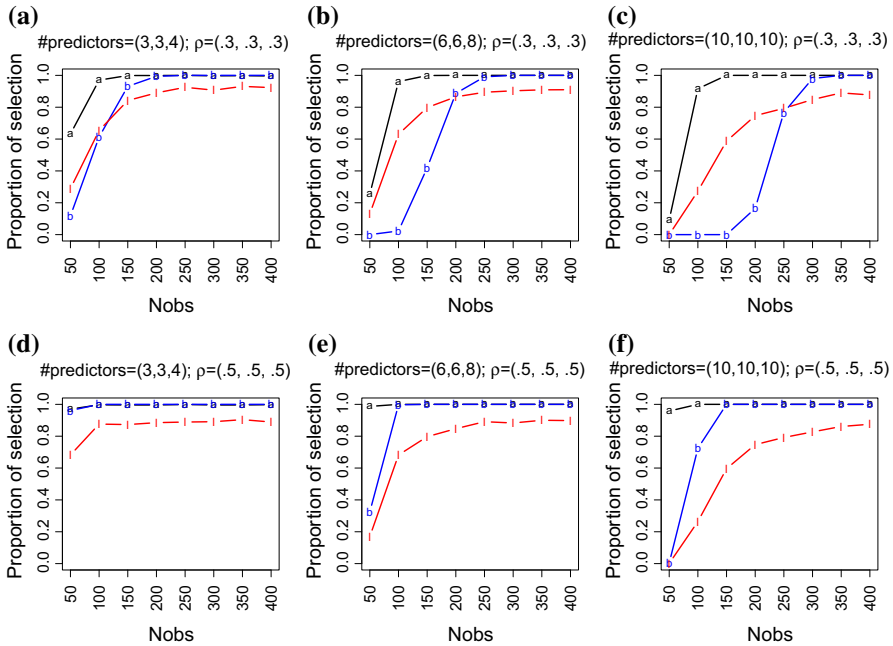 (a)
#predictors=(3,3,4); ρ=(.3, .3, .3)
Proportion of selection
0.0 .2 0.4 0.6 0.8 1.0
a a a a a a a a
b b b b b b b b
l l l l l l l l
50 100 150 200 250 300 350 400
Nobs
(b)
#predictors=(6,6,8); ρ=(.3, .3, .3)
Proportion of selection
0.0 .2 0.4 0.6 0.8 1.0
a a a a a a a a
b b b b b b b b
l l l l l l l l
50 100 150 200 250 300 350 400
Nobs
(c)
#predictors=(10,10,10); ρ=(.3, .3, .3)
Proportion of selection
0.0 .2 0.4 0.6 0.8 1.0
a a a a a a a a
b b b b b b b b
l l l l l l l l
50 100 150 200 250 300 350 400
Nobs
(d)
#predictors=(3,3,4); ρ=(.5, .5, .5)
Proportion of selection
0.0 .2 0.4 0.6 0.8 1.0
a a a a a a a a
b b b b b b b b
l l l l l l l l
50 100 150 200 250 300 350 400
Nobs
(e)
#predictors=(6,6,8); ρ=(.5, .5, .5)
Proportion of selection
0.0 .2 0.4 0.6 0.8 1.0
a a a a a a a a
b b b b b b b b
l l l l l l l l
50 100 150 200 250 300 350 400
Nobs
(f)
#predictors=(10,10,10); ρ=(.5, .5, .5)
Proportion of selection
0.0 .2 0.4 0.6 0.8 1.0
a a a a a a a a
b b b b b b b b
l l l l l l l l
50 100 150 200 250 300 350 400
Nobs